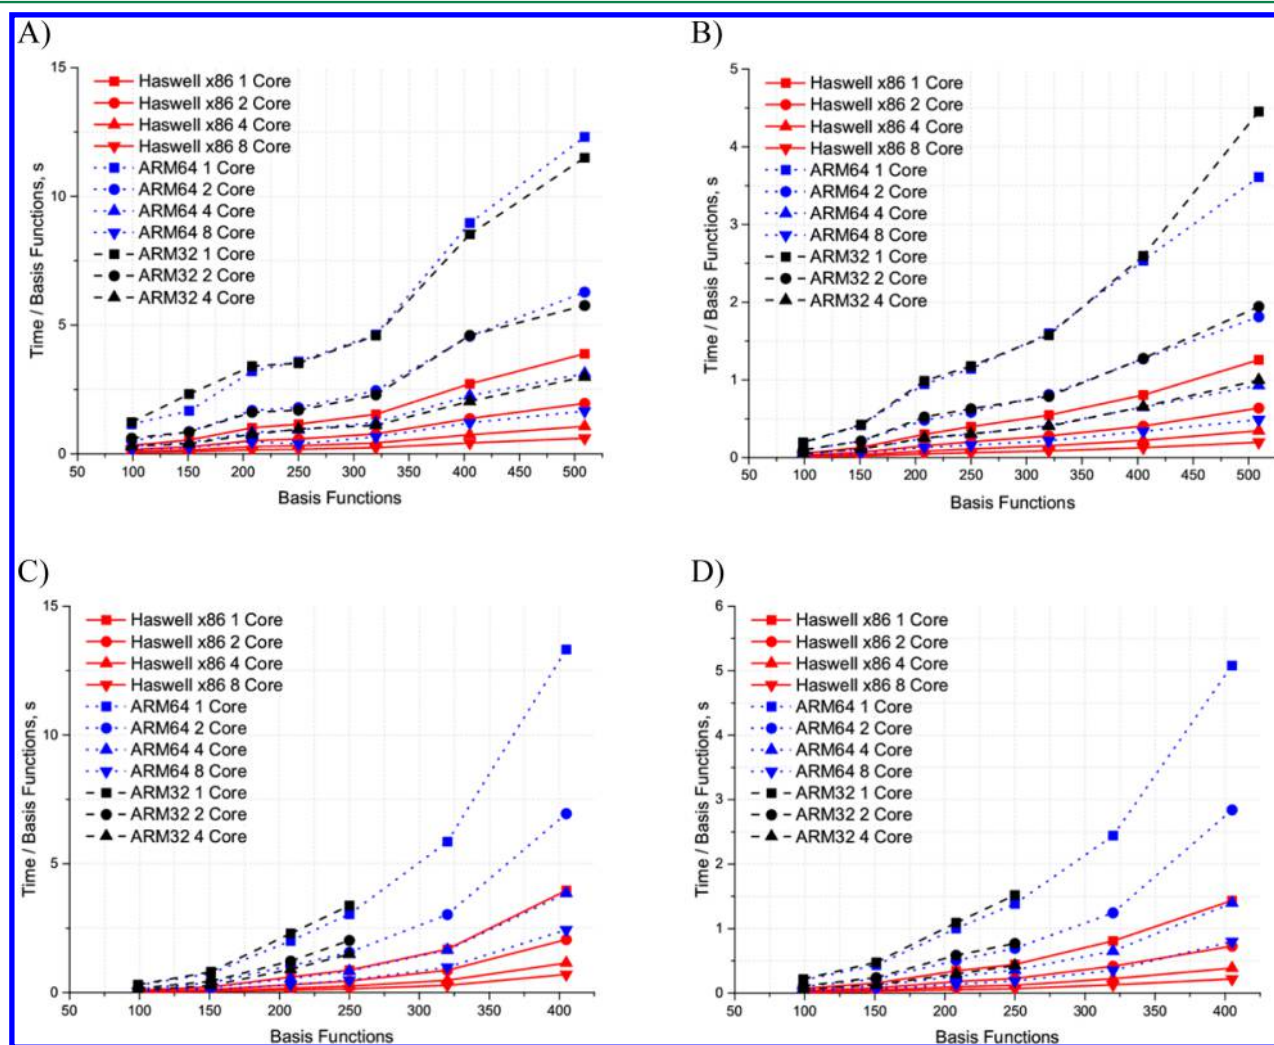 A)
15
10
5
0
Time / Basis Functions, s
Haswell x86 1 Core
Haswell x86 2 Core
Haswell x86 4 Core
Haswell x86 8 Core
ARM64 1 Core
ARM64 2 Core
ARM64 4 Core
ARM64 8 Core
ARM32 1 Core
ARM32 2 Core
ARM32 4 Core
50 100 150 200 250 300 350 400 450 500
Basis Functions
B)
5
4
3
2
1
0
Time / Basis Functions, s
Haswell x86 1 Core
Haswell x86 2 Core
Haswell x86 4 Core
Haswell x86 8 Core
ARM64 1 Core
ARM64 2 Core
ARM64 4 Core
ARM64 8 Core
ARM32 1 Core
ARM32 2 Core
ARM32 4 Core
50 100 150 200 250 300 350 400 450 500
Basis Functions
C)
15
10
5
0
Time / Basis Functions, s
Haswell x86 1 Core
Haswell x86 2 Core
Haswell x86 4 Core
Haswell x86 8 Core
ARM64 1 Core
ARM64 2 Core
ARM64 4 Core
ARM64 8 Core
ARM32 1 Core
ARM32 2 Core
ARM32 4 Core
50 100 150 200 250 300 350 400
Basis Functions
D)
6
5
4
3
2
1
0
Time / Basis Functions, s
Haswell x86 1 Core
Haswell x86 2 Core
Haswell x86 4 Core
Haswell x86 8 Core
ARM64 1 Core
ARM64 2 Core
ARM64 4 Core
ARM64 8 Core
ARM32 1 Core
ARM32 2 Core
ARM32 4 Core
50 100 150 200 250 300 350 400
Basis Functions